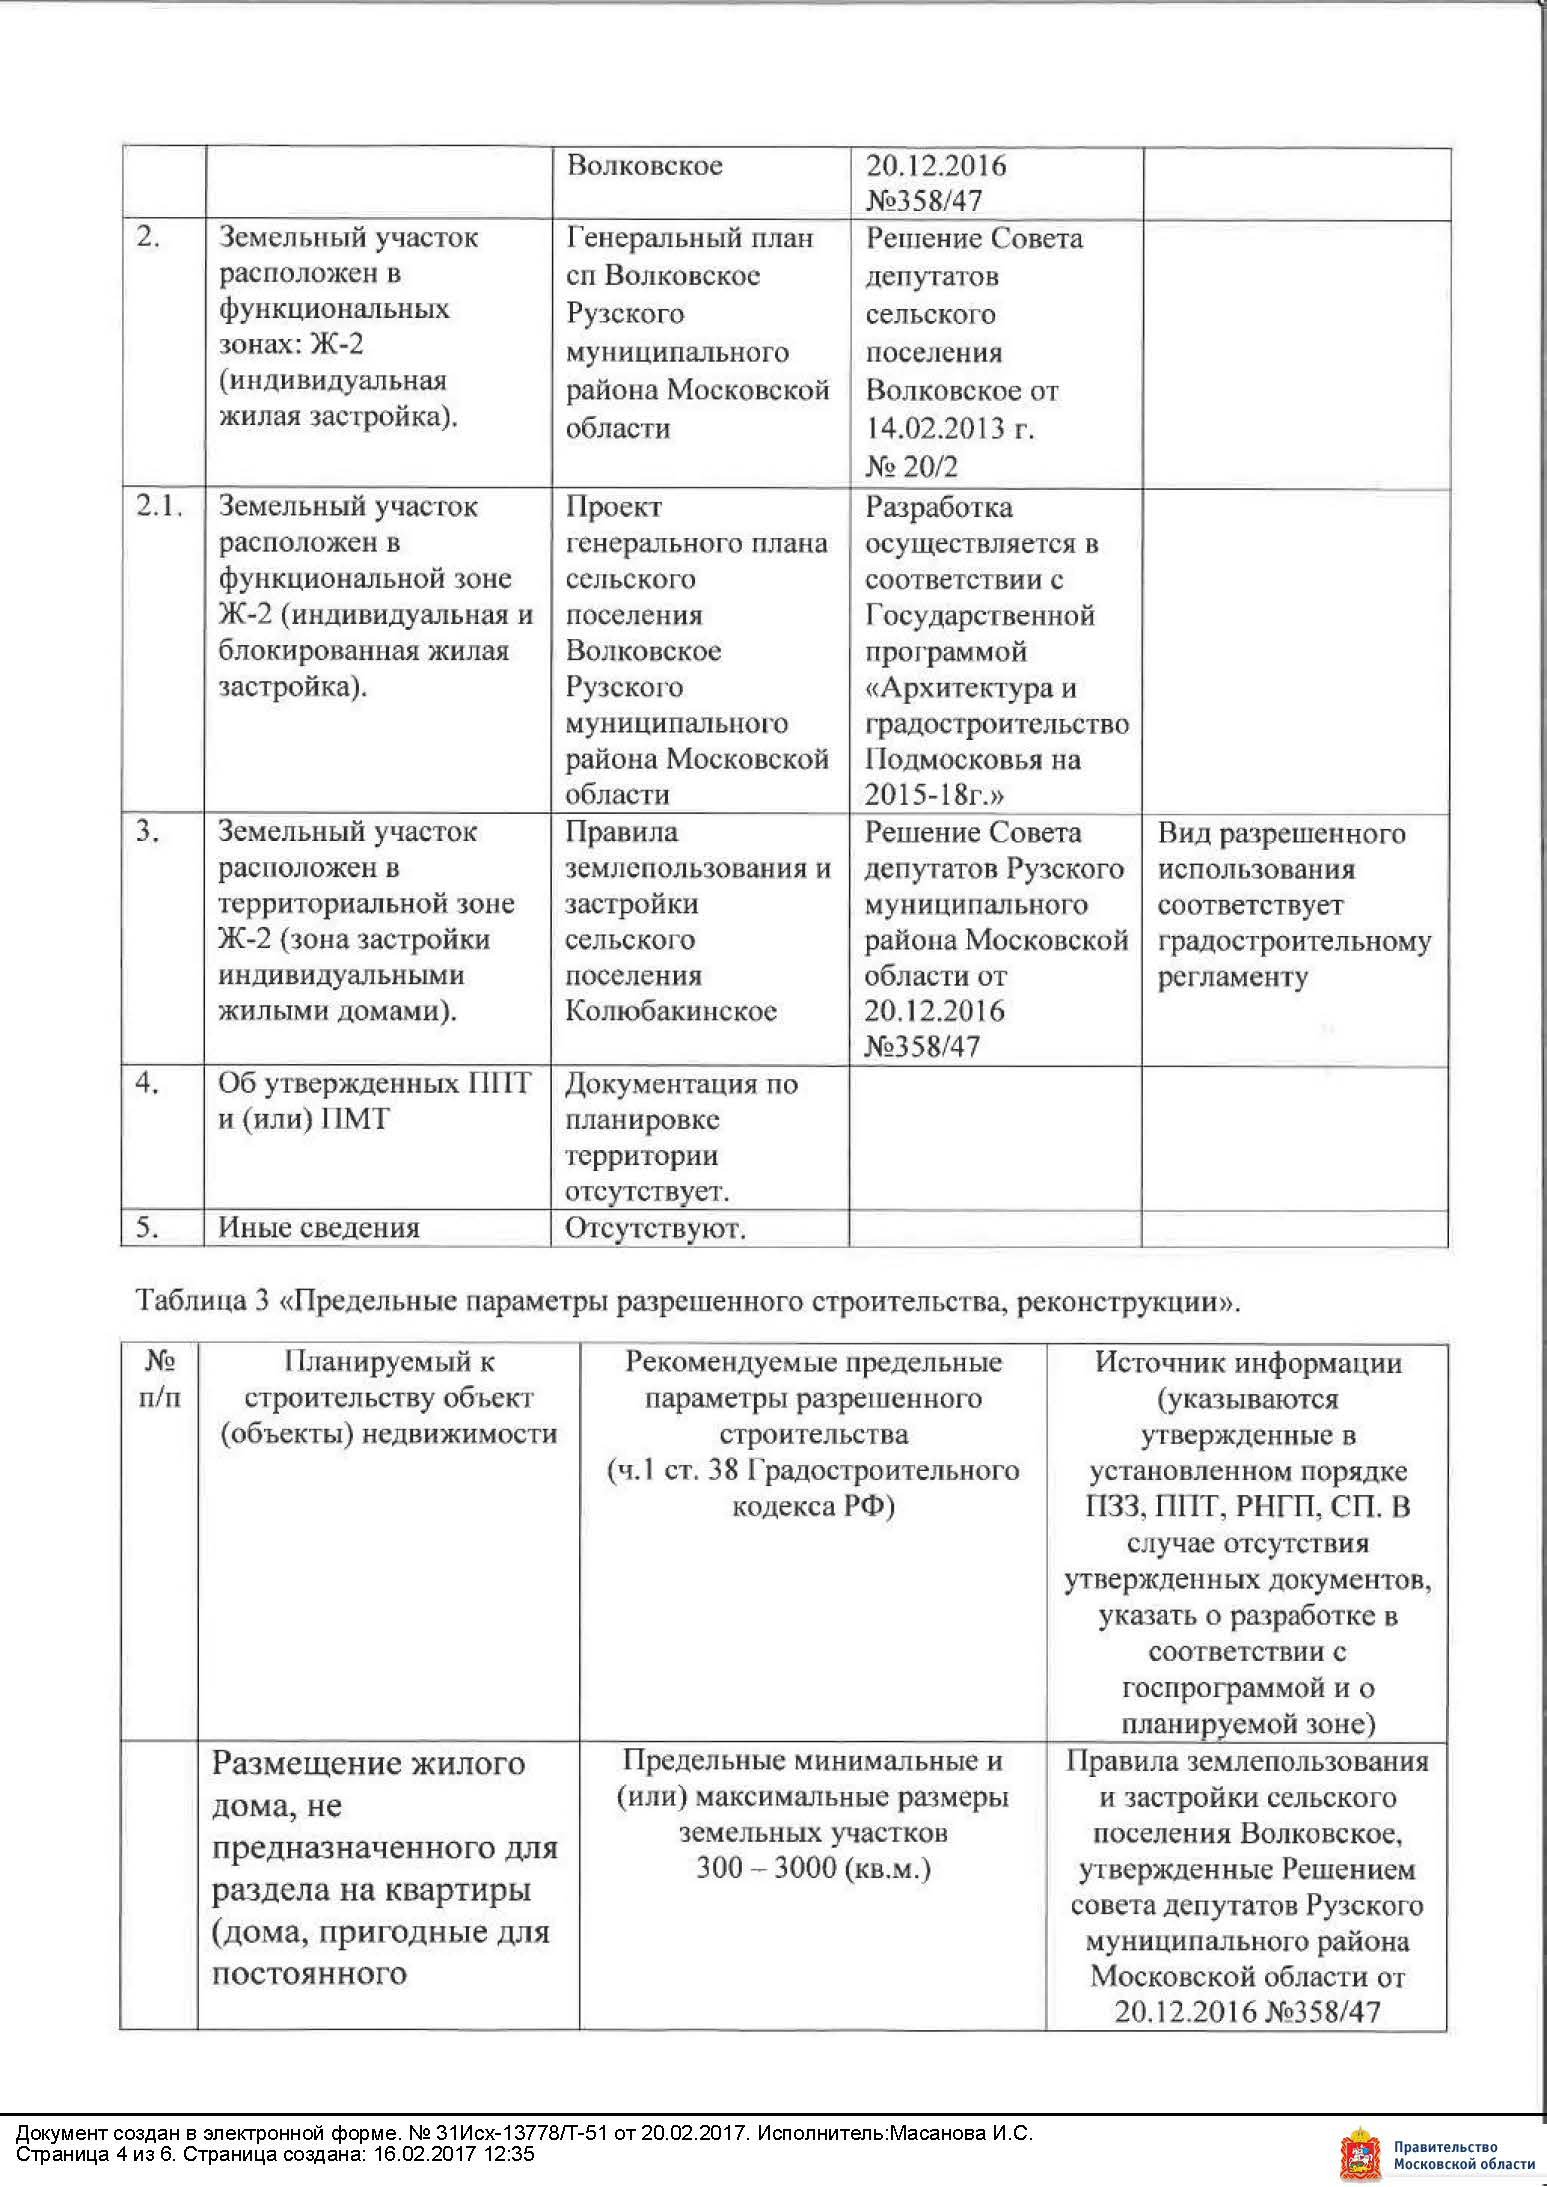 Волковское
20.12.2016
№358/47
2.
Земельный участок
расположен в
функциональных
зонах: Ж-2
(индивидуальная
жилая застройка).
Генеральный план
сп Волковское
Рузского
муниципального
района Московской
области
Решение Совета
депутатов
сельского
поселения
Волковское от
14.02.2013 г.
№ 20/2
2.1.
Земельный участок
расположен в
функциональной зоне
Ж-2 (индивидуальная и
блокированная жилая
застройка).
Проект
генерального плана
сельского
поселения
Волковское
Рузского
муниципального
района Московской
области
Разработка
осуществляется в
соответствии с
Государственной
программой
«Архитектура и
градостроительство
Подмосковья на
2015-18г.»
3.
Земельный участок
расположен в
территориальной зоне
Ж-2 (зона застройки
индивидуальными
жилыми домами).
Правила
землепользования и
застройки
сельского
поселения
Колюбакинское
Решение Совета
депутатов Рузского
муниципального
района Московской
области от
20.12.2016
№358/47
Вид разрешенного
использования
соответствует
градостроительному
регламенту
4.
Об утвержденных ППТ
и (или) ПМТ
Документация по
планировке
территории
отсутствует.
5.
Иные сведения
Отсутствуют.
Таблица 3 «Предельные параметры разрешенного строительства, реконструкции».
№
п/п
Планируемый к
строительству объект
(объекты) недвижимости
Рекомендуемые предельные
параметры разрешенного
строительства
(ч.1 ст. 38 Градостроительного
кодекса РФ)
Источник информации
(указываются
утвержденные в
установленном порядке
ПЗЗ, ППТ, РНГП, СП. В
случае отсутствия
утвержденных документов,
указать о разработке в
соответствии с
госпрограммой и о
планируемой зоне)
Размещение жилого
дома, не
предназначенного для
раздела на квартиры
(дома, пригодные для
постоянного
Предельные минимальные и
(или) максимальные размеры
земельных участков
300 – 3000 (кв.м.)
Правила землепользования
и застройки сельского
поселения Волковское,
утвержденные Решением
совета депутатов Рузского
муниципального района
Московской области от
20.12.2016 №358/47
Документ создан в электронной форме. № 31Исх-13778/Т-51 от 20.02.2017. Исполнитель:Масанова И.С.
Страница 4 из 6. Страница создана: 16.02.2017 12:35
Правительство
Московской области